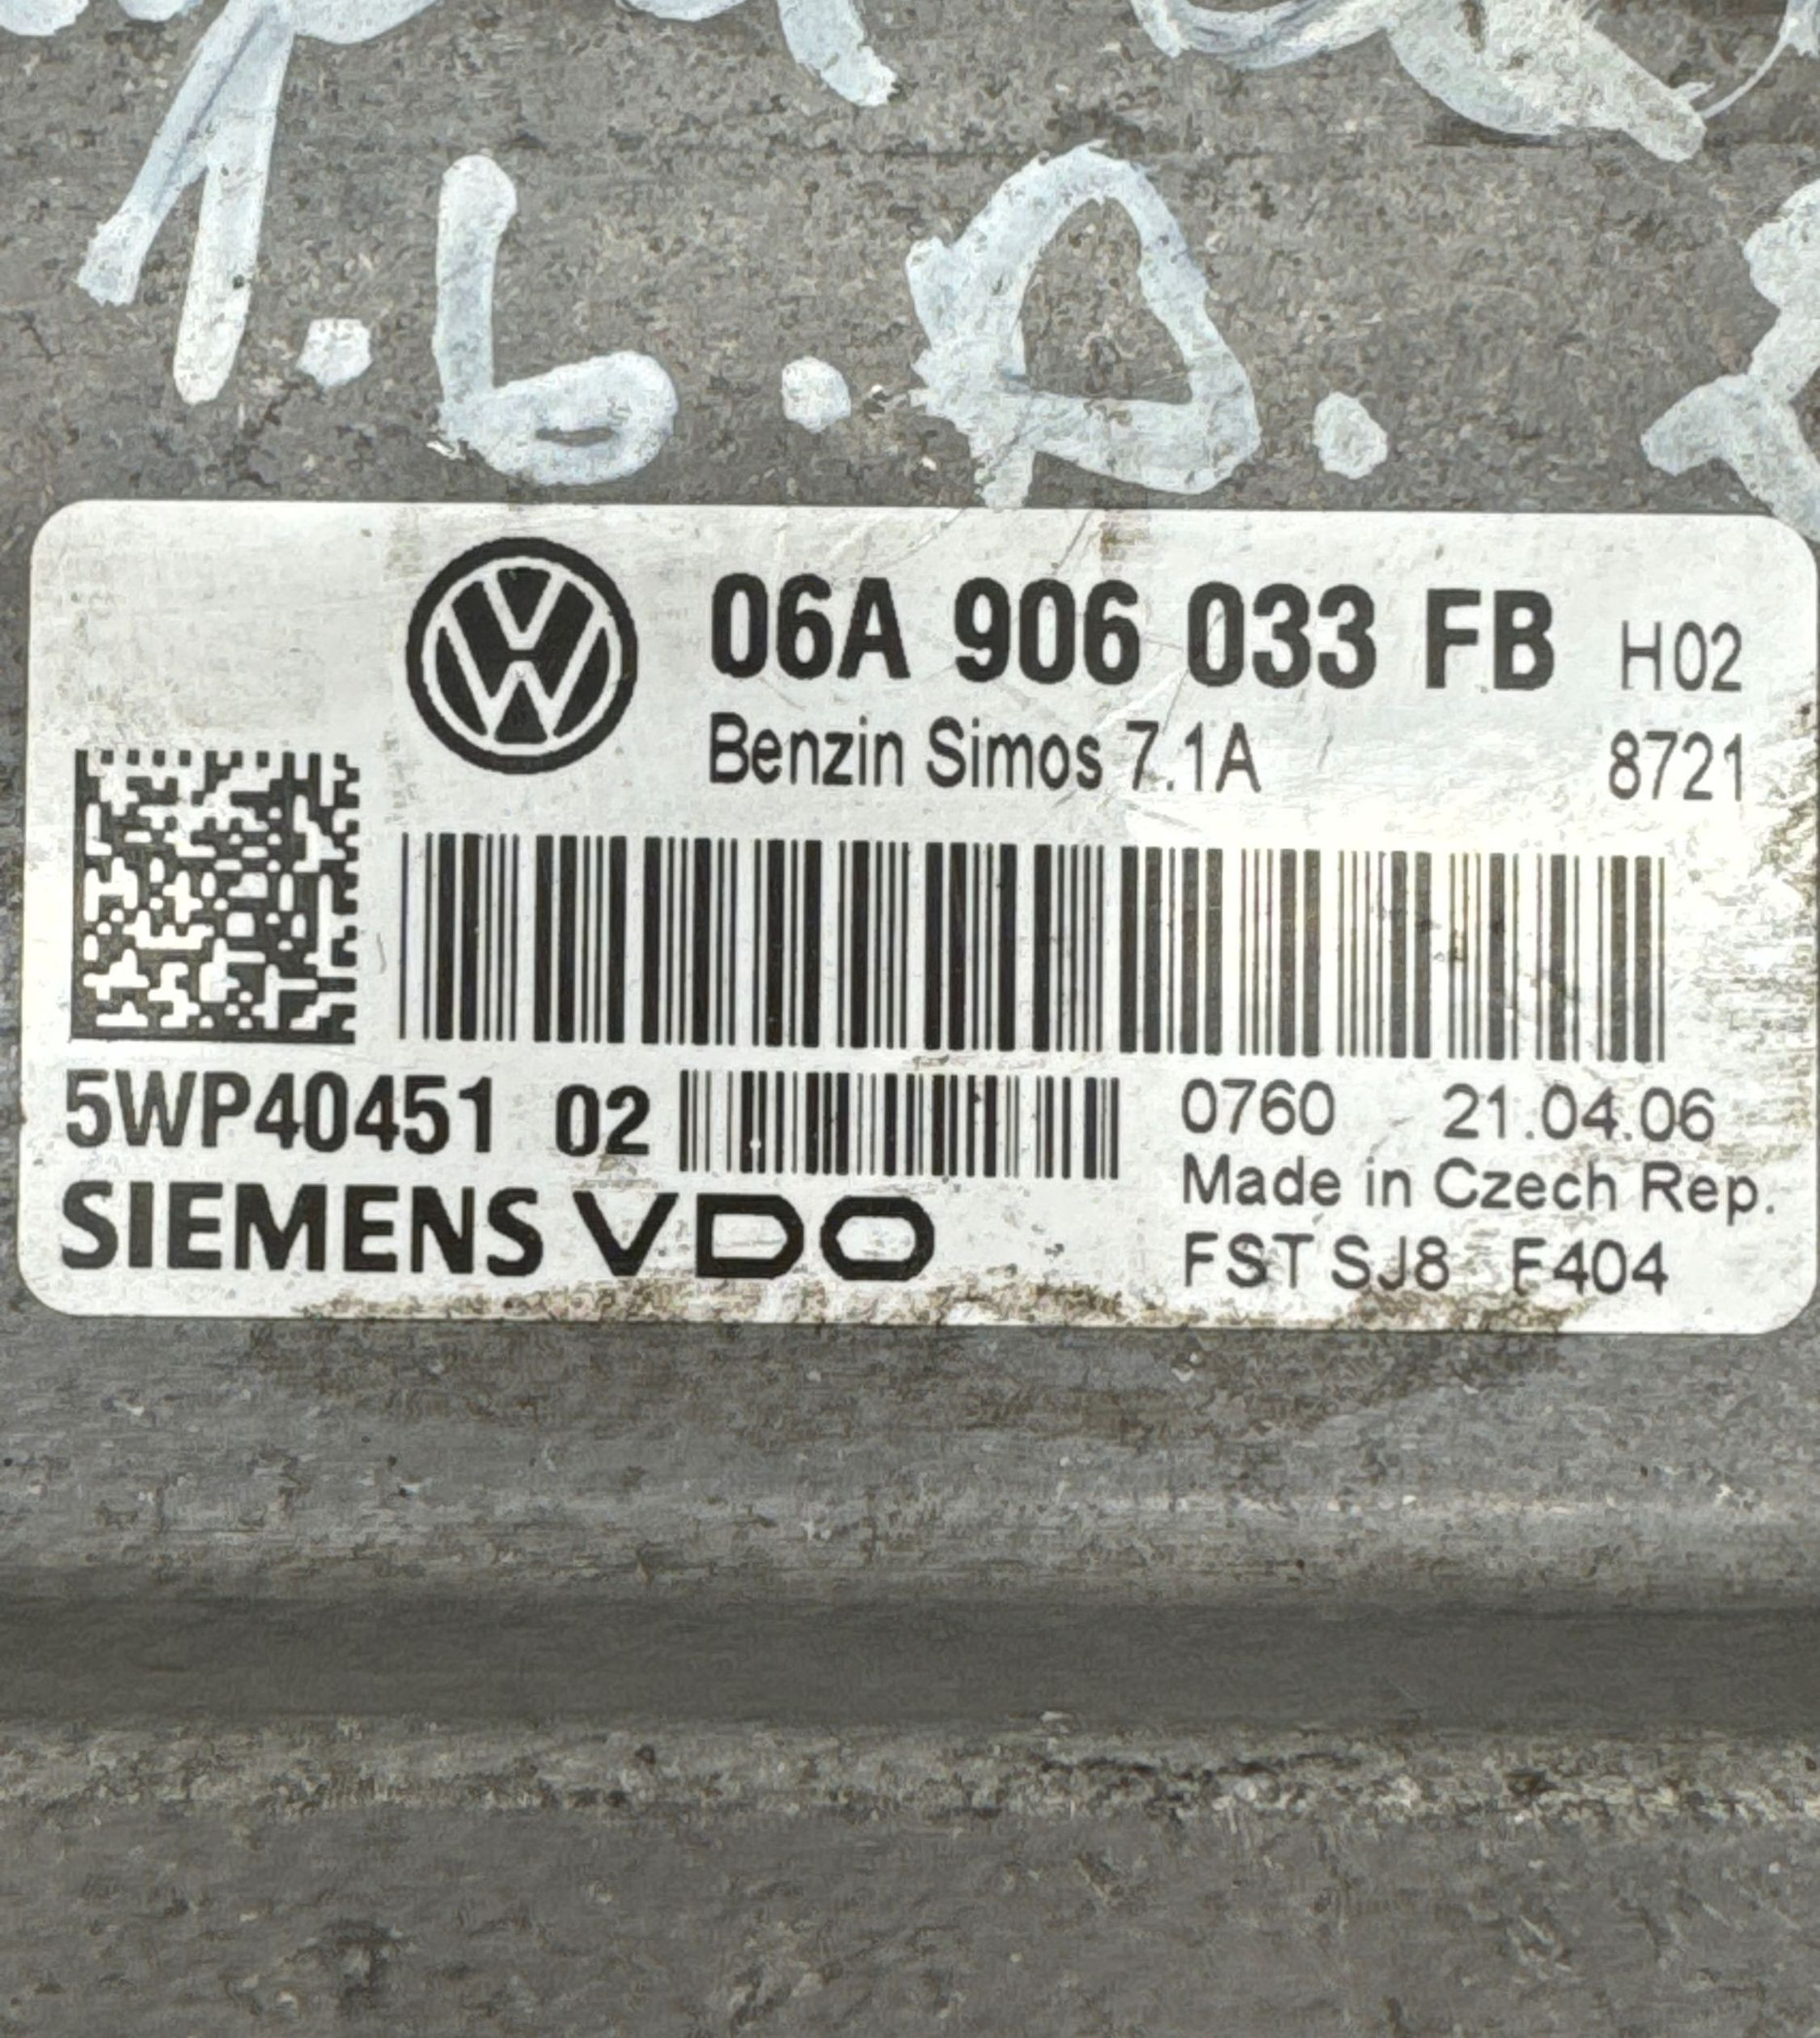 1.6.
06A 906 033 FB H02
Benzin Simos 7.1A 8721
5WP40451 02 0760 21.04.06
Made in Czech Rep.
SIEMENS VDO FST SJ8 F404